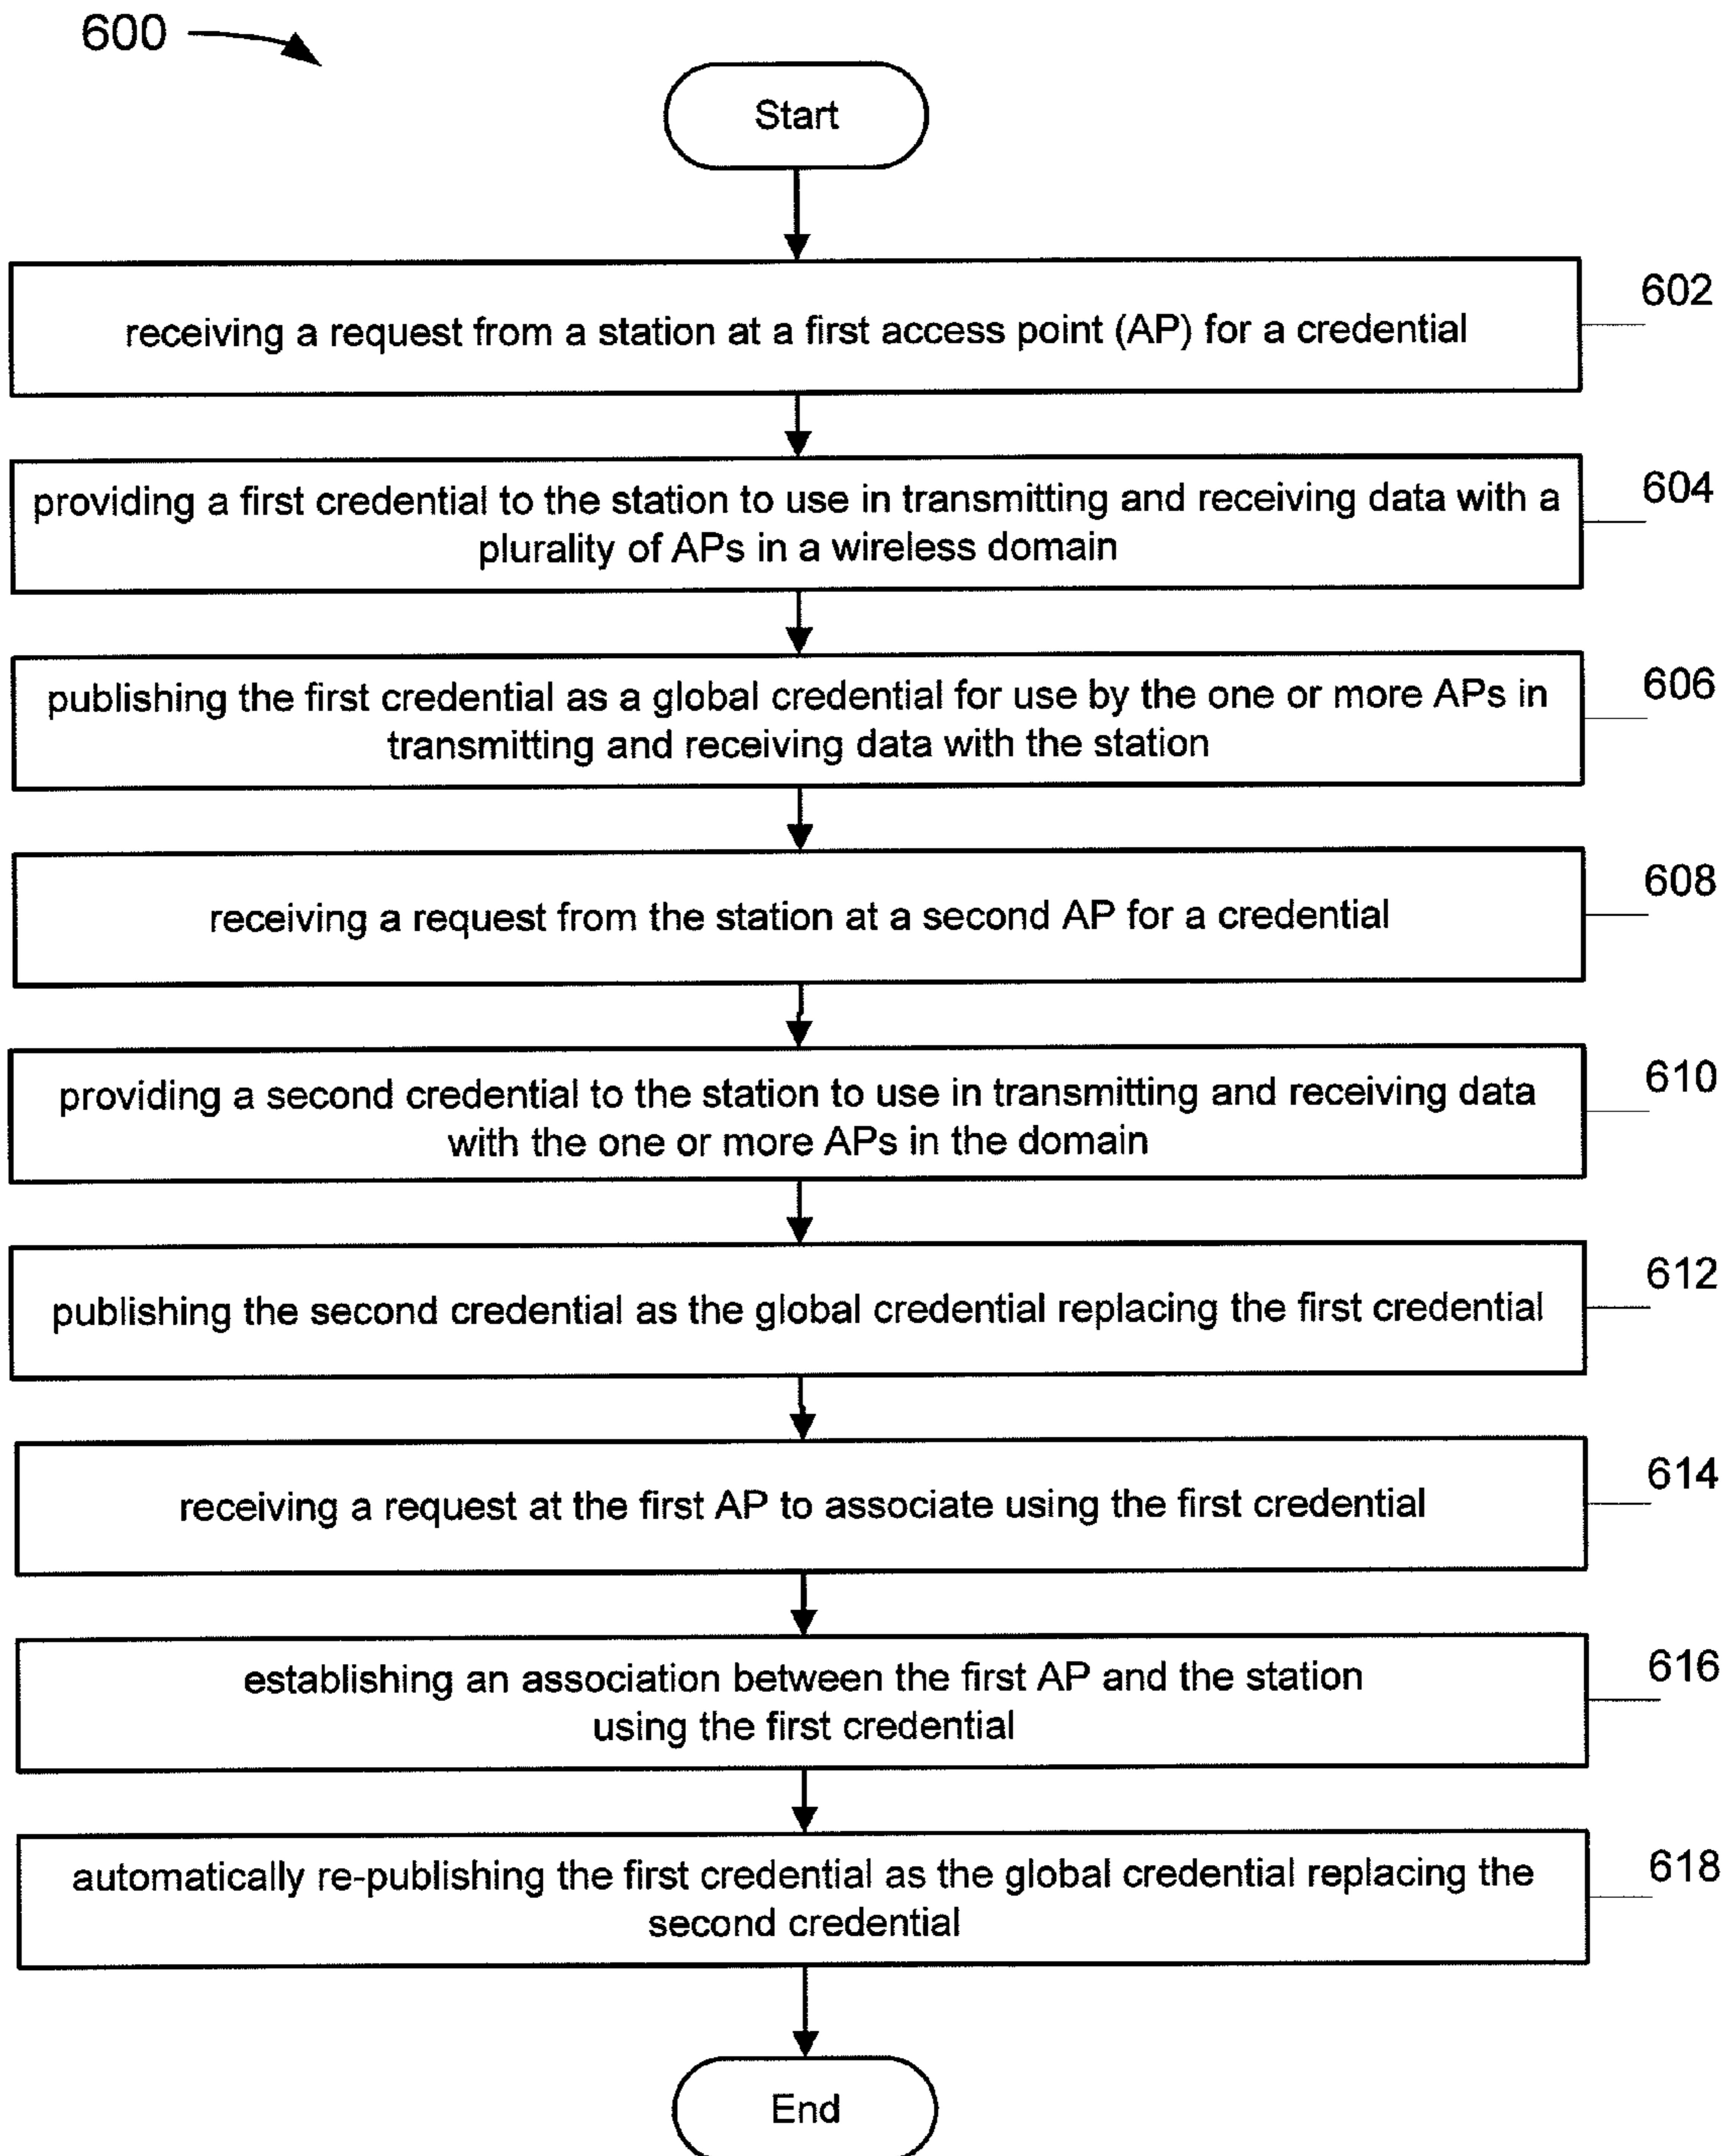 600
Start
602
receiving a request from a station at a first access point (AP) for a credential
604
providing a first credential to the station to use in transmitting and receiving data with a
plurality of APs in a wireless domain
606
publishing the first credential as a global credential for use by the one or more APs in
transmitting and receiving data with the station
608
receiving a request from the station at a second AP for a credential
610
providing a second credential to the station to use in transmitting and receiving data
with the one or more APs in the domain
612
publishing the second credential as the global credential replacing the first credential
614
receiving a request at the first AP to associate using the first credential
616
establishing an association between the first AP and the station
using the first credential
618
automatically re-publishing the first credential as the global credential replacing the
second credential
End